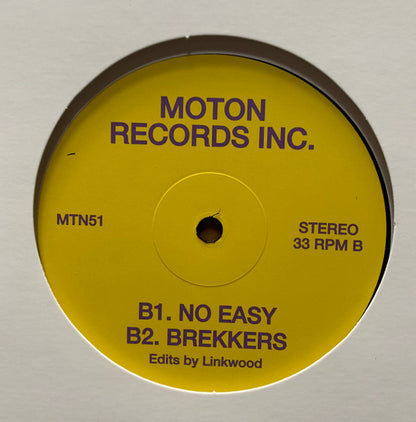 MOTON
RECORDS INC.
MTN51
STEREO
33 RPM B
B1. NO EASY
B2. BREKKERS
Edits by Linkwood